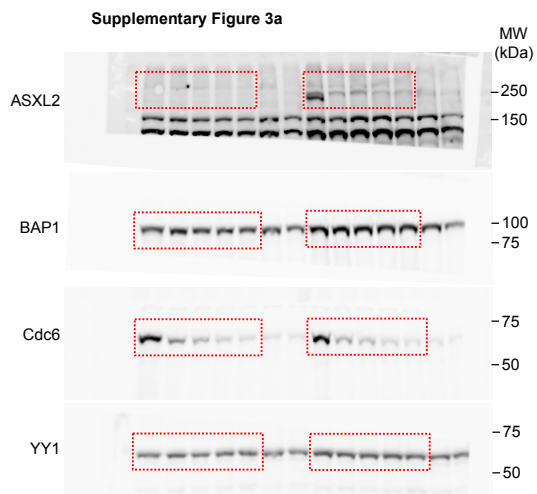 Supplementary Figure 3a
MW
(kDa)
ASXL2
250
150
BAP1
100
75
Cdc6
75
50
YY1
75
50